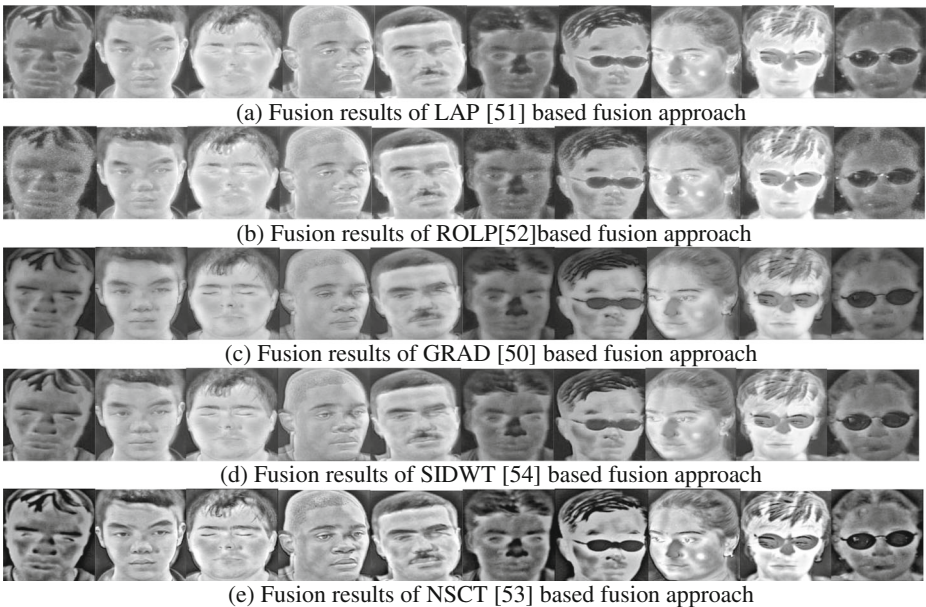 (a) Fusion results of LAP [51] based fusion approach
(b) Fusion results of ROLP[52]based fusion approach
(c) Fusion results of GRAD [50] based fusion approach
(d) Fusion results of SIDWT [54] based fusion approach
(e) Fusion results of NSCT [53] based fusion approach